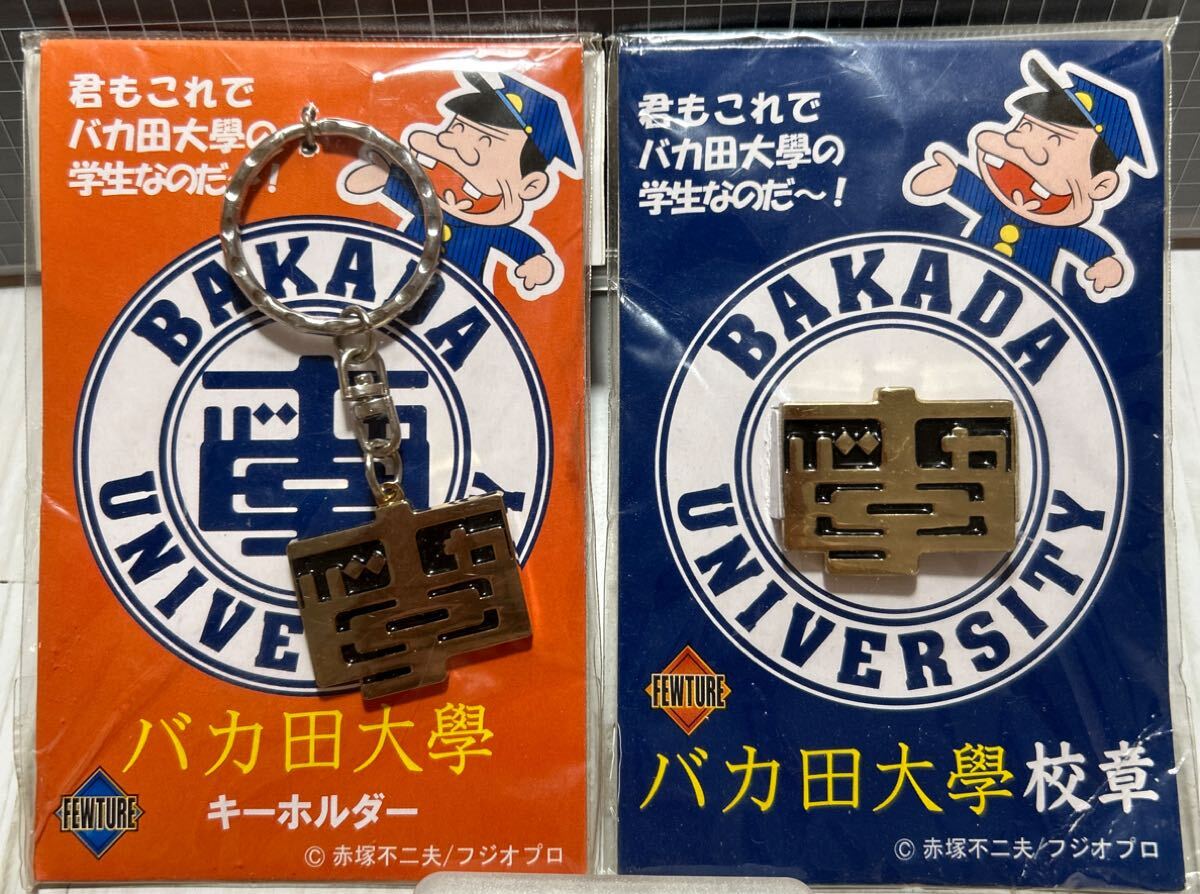 君もこれで
バカ田大學の
学生なのだ～！
BAKADA
UNIVERSITY
バカ田大學
キーホルダー
FEWTURE
© 赤塚不二夫/フジオプロ
君もこれで
バカ田大學の
学生なのだ～！
BAKADA
UNIVERSITY
FEWTURE
バカ田大學校章
© 赤塚不二夫/フジオプロ